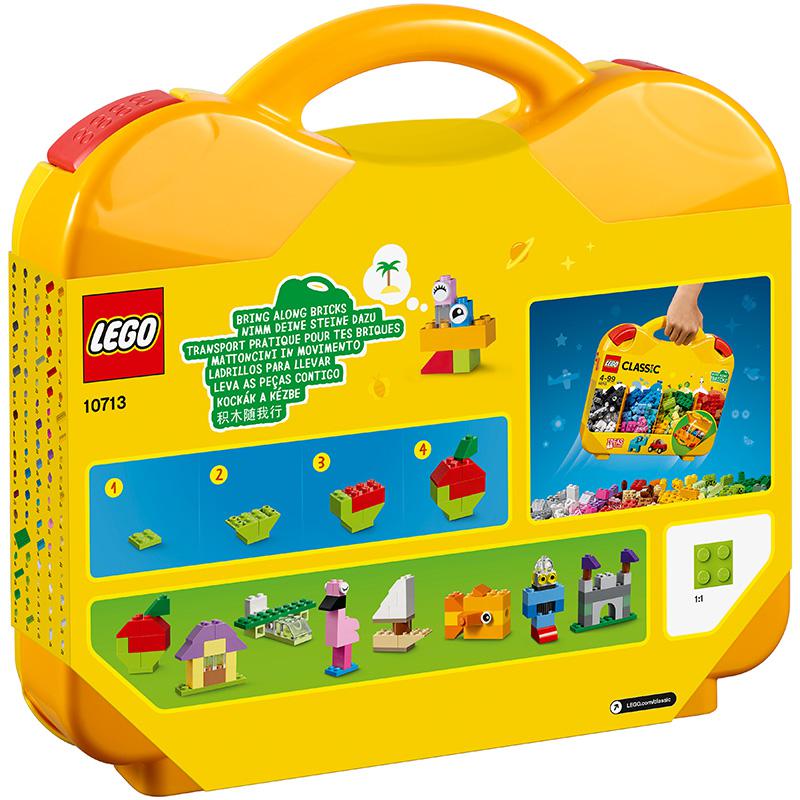 LEGO
10713
BRING ALONG BRICKS
NIMM DEINE STEINE DAZU
TRANSPORT PRATIQUE POUR TES BRIQUES
MATTONCINI IN MOVIMENTO
LADRILLOS PARA LLEVAR
LEVA AS PEÇAS CONTIGO
KOCKÁK A KÉZBE
积木随我行
LEGO CLASSIC
4-99
1
2
3
4
1:1
LEGO.com/classic